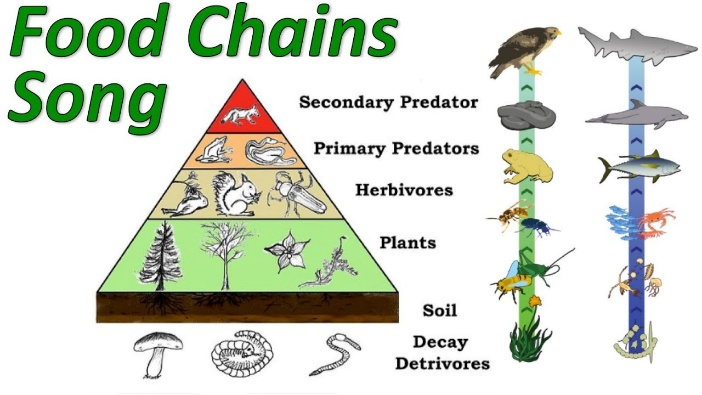 Food Chains
Song
Secondary Predator
Primary Predators
Herbivores
Plants
Soil
Decay
Detrivores